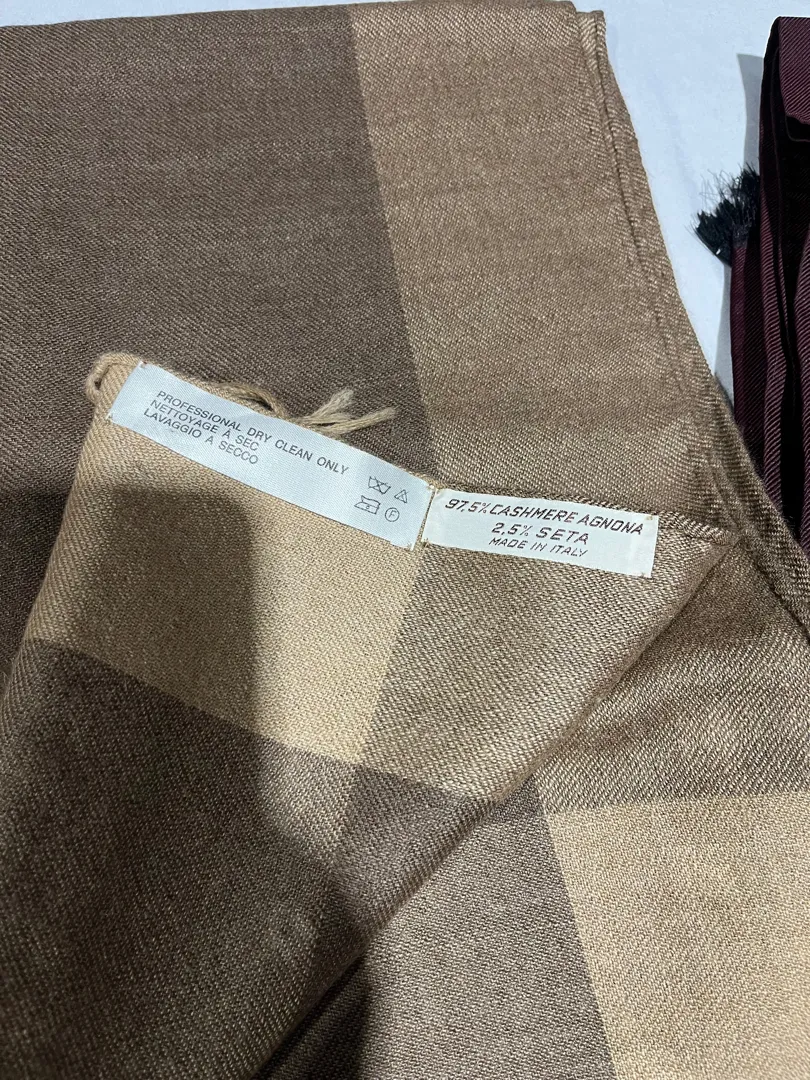 PROFESSIONAL DRY CLEAN ONLY
NETTOYAGE À SEC
LAVAGGIO A SECCO
F
97,5% CASHMERE AGNONA
2,5% SETA
MADE IN ITALY